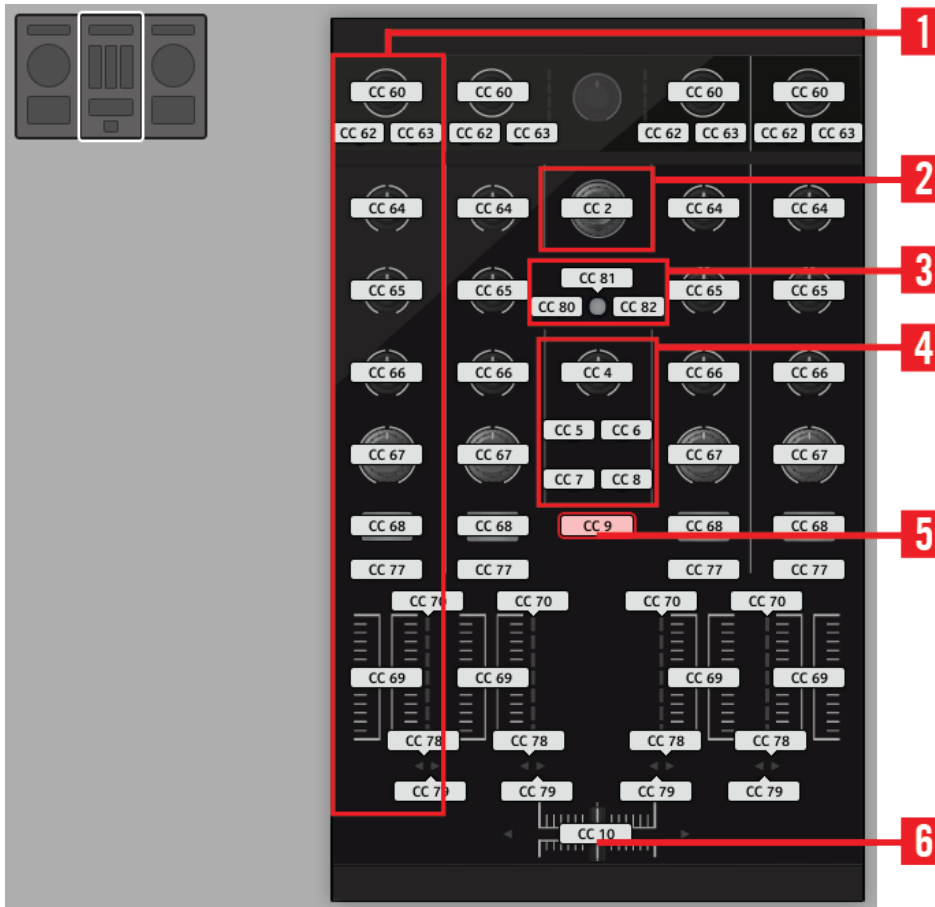 1
CC 60 CC 60 CC 60 CC 60
CC 62 CC 63 CC 62 CC 63 CC 62 CC 63 CC 62 CC 63
2
CC 64 CC 64 CC 2 CC 64 CC 64
3
CC 81
CC 65 CC 65 CC 65 CC 65
CC 80 CC 82
4
CC 66 CC 66 CC 4 CC 66 CC 66
CC 5 CC 6
CC 67 CC 67 CC 67 CC 67
CC 7 CC 8
CC 68 CC 68 CC 9 CC 68 CC 68
5
CC 77 CC 77 CC 77 CC 77
CC 70 CC 70 CC 70 CC 70
CC 69 CC 69 CC 69 CC 69
CC 78 CC 78 CC 78 CC 78
CC 79 CC 79 CC 79 CC 79
CC 10
6